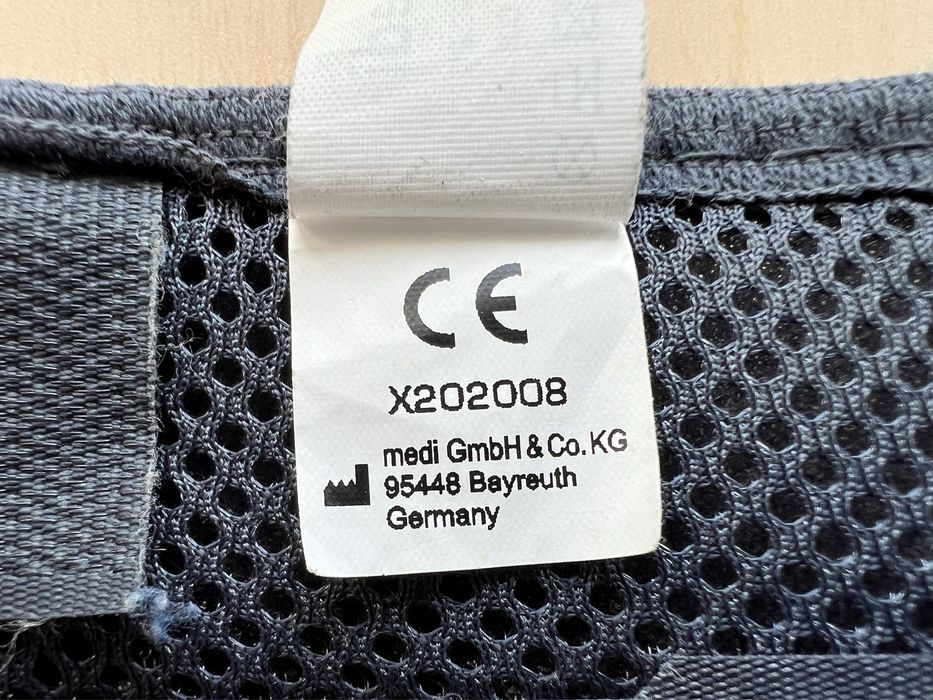 CE
X202008
medi GmbH & Co. KG
95448 Bayreuth
Germany